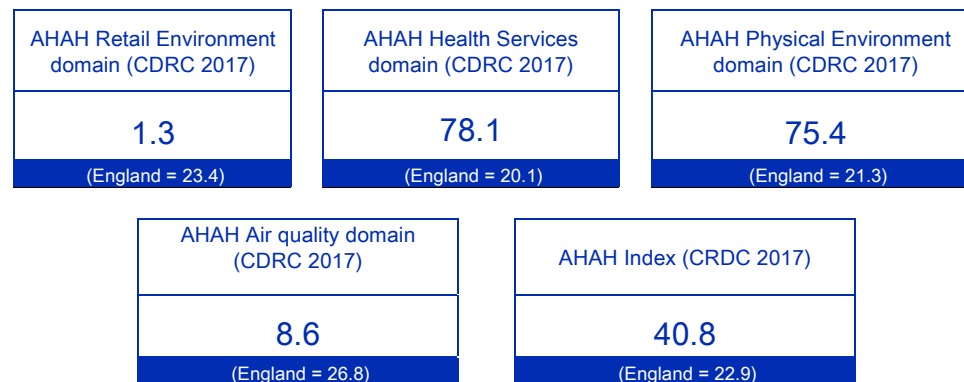 AHAH Retail Environment
domain (CDRC 2017)
1.3
(England = 23.4)
AHAH Health Services
domain (CDRC 2017)
78.1
(England = 20.1)
AHAH Physical Environment
domain (CDRC 2017)
75.4
(England = 21.3)
AHAH Air quality domain
(CDRC 2017)
8.6
(England = 26.8)
AHAH Index (CRDC 2017)
40.8
(England = 22.9)